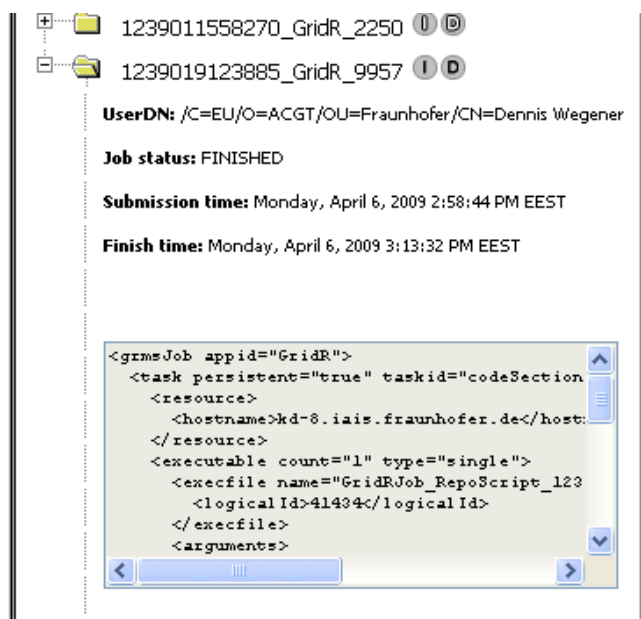 1239011558270_GridR_2250 I D
1239019123885_GridR_9957 I D
UserDN: /C=EU/O=ACGT/OU=Fraunhofer/CN=Dennis Wegener
Job status: FINISHED
Submission time: Monday, April 6, 2009 2:58:44 PM EEST
Finish time: Monday, April 6, 2009 3:13:32 PM EEST
<grmsJob appid="GridR">
<task persistent="true" taskid="codeSection
<resource>
<hostname>kd-8.iais.fraunhofer.de</host
</resource>
<executable count="1" type="single">
<execfile name="GridRJob_RepoScript_123
<logicalId>41434</logicalId>
</execfile>
<arguments>